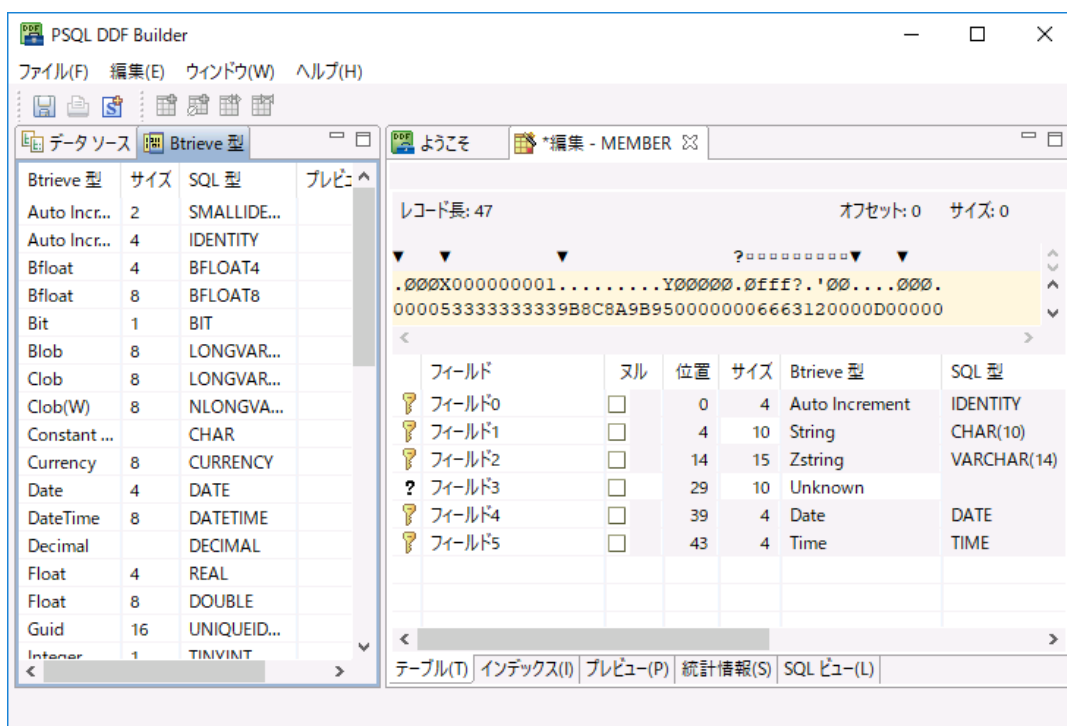 PSQL DDF Builder
ファイル(F) 編集(E) ウィンドウ(W) ヘルプ(H)
データ ソース Btrieve 型
Btrieve 型 サイズ SQL 型 プレビュ
Auto Incr... 2 SMALLIDE...
Auto Incr... 4 IDENTITY
Bfloat 4 BFLOAT4
Bfloat 8 BFLOAT8
Bit 1 BIT
Blob 8 LONGVAR...
Clob 8 LONGVAR...
Clob(W) 8 NLONGVA...
Constant ... CHAR
Currency 8 CURRENCY
Date 4 DATE
DateTime 8 DATETIME
Decimal DECIMAL
Float 4 REAL
Float 8 DOUBLE
Guid 16 UNIQUEID...
Integer 1 TINYINT
ようこそ *編集 - MEMBER
レコード長: 47 オフセット: 0 サイズ: 0
▼ ▼ ▼ ?¤¤¤¤¤¤¤¤¤▼ ▼
.ØØØX000000001.........YØØØØØ.Øfff?.'ØØ....ØØØ.
00005333333333­9B8C8A9B95000000006663120000D00000
フィールド ヌル 位置 サイズ Btrieve 型 SQL 型
フィールド0 0 4 Auto Increment IDENTITY
フィールド1 4 10 String CHAR(10)
フィールド2 14 15 Zstring VARCHAR(14)
? フィールド3 29 10 Unknown
フィールド4 39 4 Date DATE
フィールド5 43 4 Time TIME
テーブル(T) インデックス(I) プレビュー(P) 統計情報(S) SQL ビュー(L)